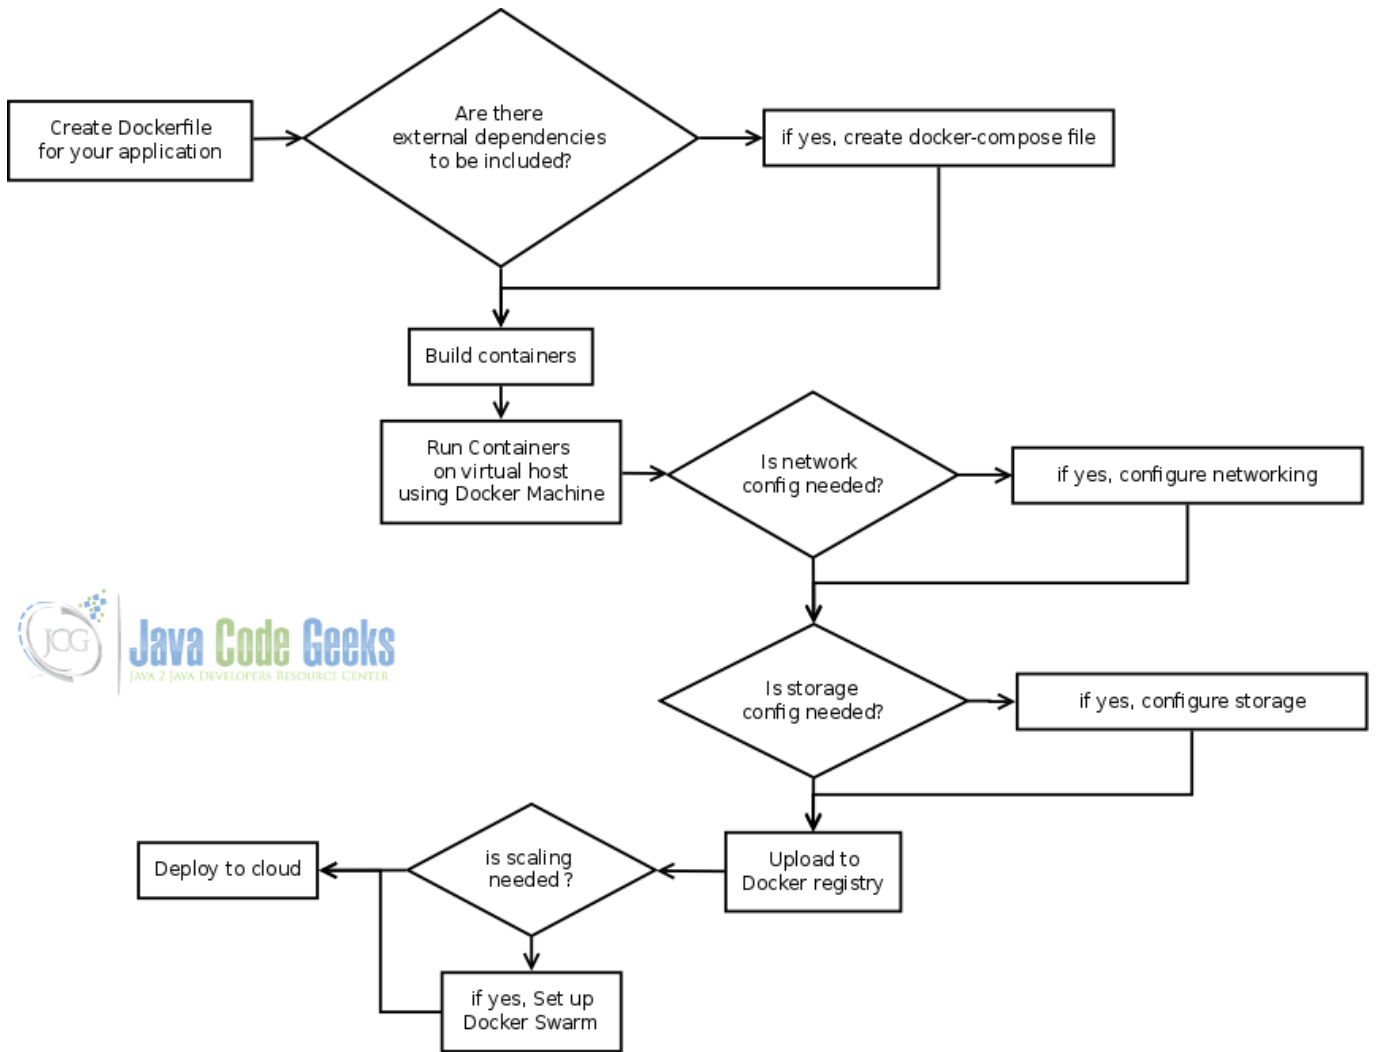 Create Dockerfile
for your application
Are there
external dependencies
to be included?
if yes, create docker-compose file
Build containers
Run Containers
on virtual host
using Docker Machine
Is network
config needed?
if yes, configure networking
JCG
Java Code Geeks
JAVA 2 JAVA DEVELOPERS RESOURCE CENTER
Is storage
config needed?
if yes, configure storage
Upload to
Docker registry
is scaling
needed ?
Deploy to cloud
if yes, Set up
Docker Swarm